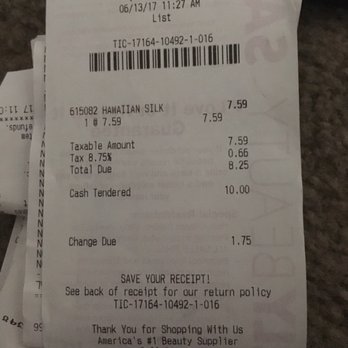 06/13/17 11:27 AM
List
TIC-17164-10492-1-016
615082 HAWAIIAN SILK 7.59
1 @ 7.59 7.59
Taxable Amount 7.59
Tax 8.75% 0.66
Total Due 8.25
Cash Tendered 10.00
Change Due 1.75
SAVE YOUR RECEIPT!
See back of receipt for our return policy
TIC-17164-10492-1-016
Thank You for Shopping With Us
America's #1 Beauty Supplier